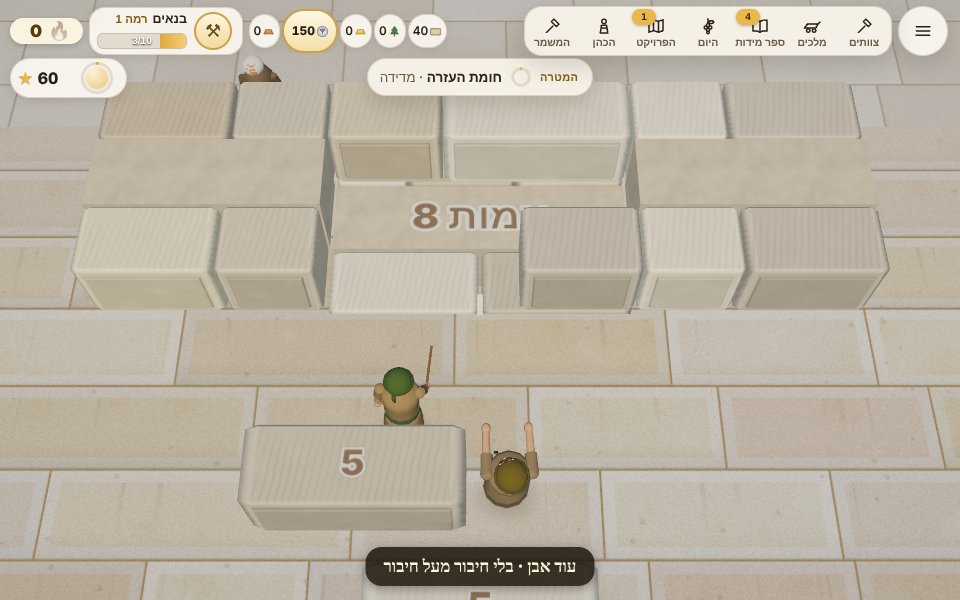 צוותים
מלכים
ספר מידות
4
היום
הפרויקט
1
הכהן
המשמר
40
0
0
150
0
בנאים רמה 1
3/10
0
60
המטרה חומת העזרה · מדידה
8
5
עוד אבן · בלי חיבור מעל חיבור